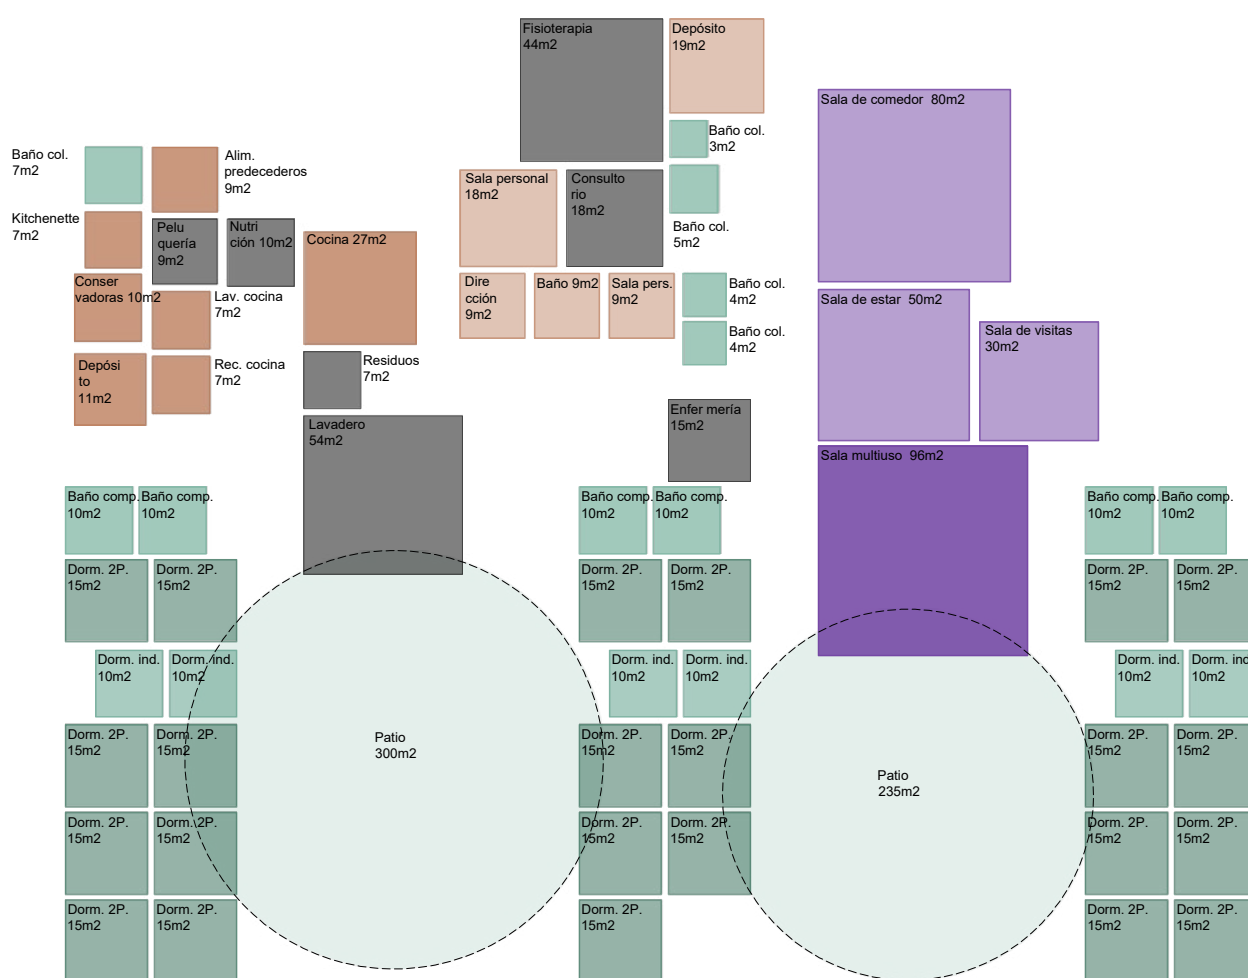 Fisioterapia
44m2
Depósito
19m2
Sala de comedor  80m2
Baño col.
3m2
Baño col.
7m2
Alim.
predecederos
9m2
Sala personal
18m2
Consulto
rio
18m2
Kitchenette
7m2
Pelu
quería
9m2
Nutri
ción 10m2
Cocina 27m2
Baño col.
5m2
Conser
vadoras 10m2
Lav. cocina
7m2
Dire
cción
9m2
Baño 9m2
Sala pers.
9m2
Baño col.
4m2
Sala de estar  50m2
Baño col.
4m2
Sala de visitas
30m2
Depósi
to
11m2
Rec. cocina
7m2
Residuos
7m2
Lavadero
54m2
Enfer mería
15m2
Sala multiuso  96m2
Baño comp.
10m2
Baño comp.
10m2
Baño comp.
10m2
Baño comp.
10m2
Baño comp.
10m2
Baño comp.
10m2
Dorm. 2P.
15m2
Dorm. 2P.
15m2
Dorm. 2P.
15m2
Dorm. 2P.
15m2
Dorm. 2P.
15m2
Dorm. 2P.
15m2
Dorm. ind.
10m2
Dorm. ind.
10m2
Dorm. ind.
10m2
Dorm. ind.
10m2
Dorm. ind.
10m2
Dorm. ind
10m2
Dorm. 2P.
15m2
Dorm. 2P.
15m2
Patio
300m2
Dorm. 2P.
15m2
Dorm. 2P.
15m2
Patio
235m2
Dorm. 2P.
15m2
Dorm. 2P.
15m2
Dorm. 2P.
15m2
Dorm. 2P.
15m2
Dorm. 2P.
15m2
Dorm. 2P.
15m2
Dorm. 2P.
15m2
Dorm. 2P.
15m2
Dorm. 2P.
15m2
Dorm. 2P.
15m2
Dorm. 2P.
15m2
Dorm. 2P.
15m2
Dorm. 2P.
15m2